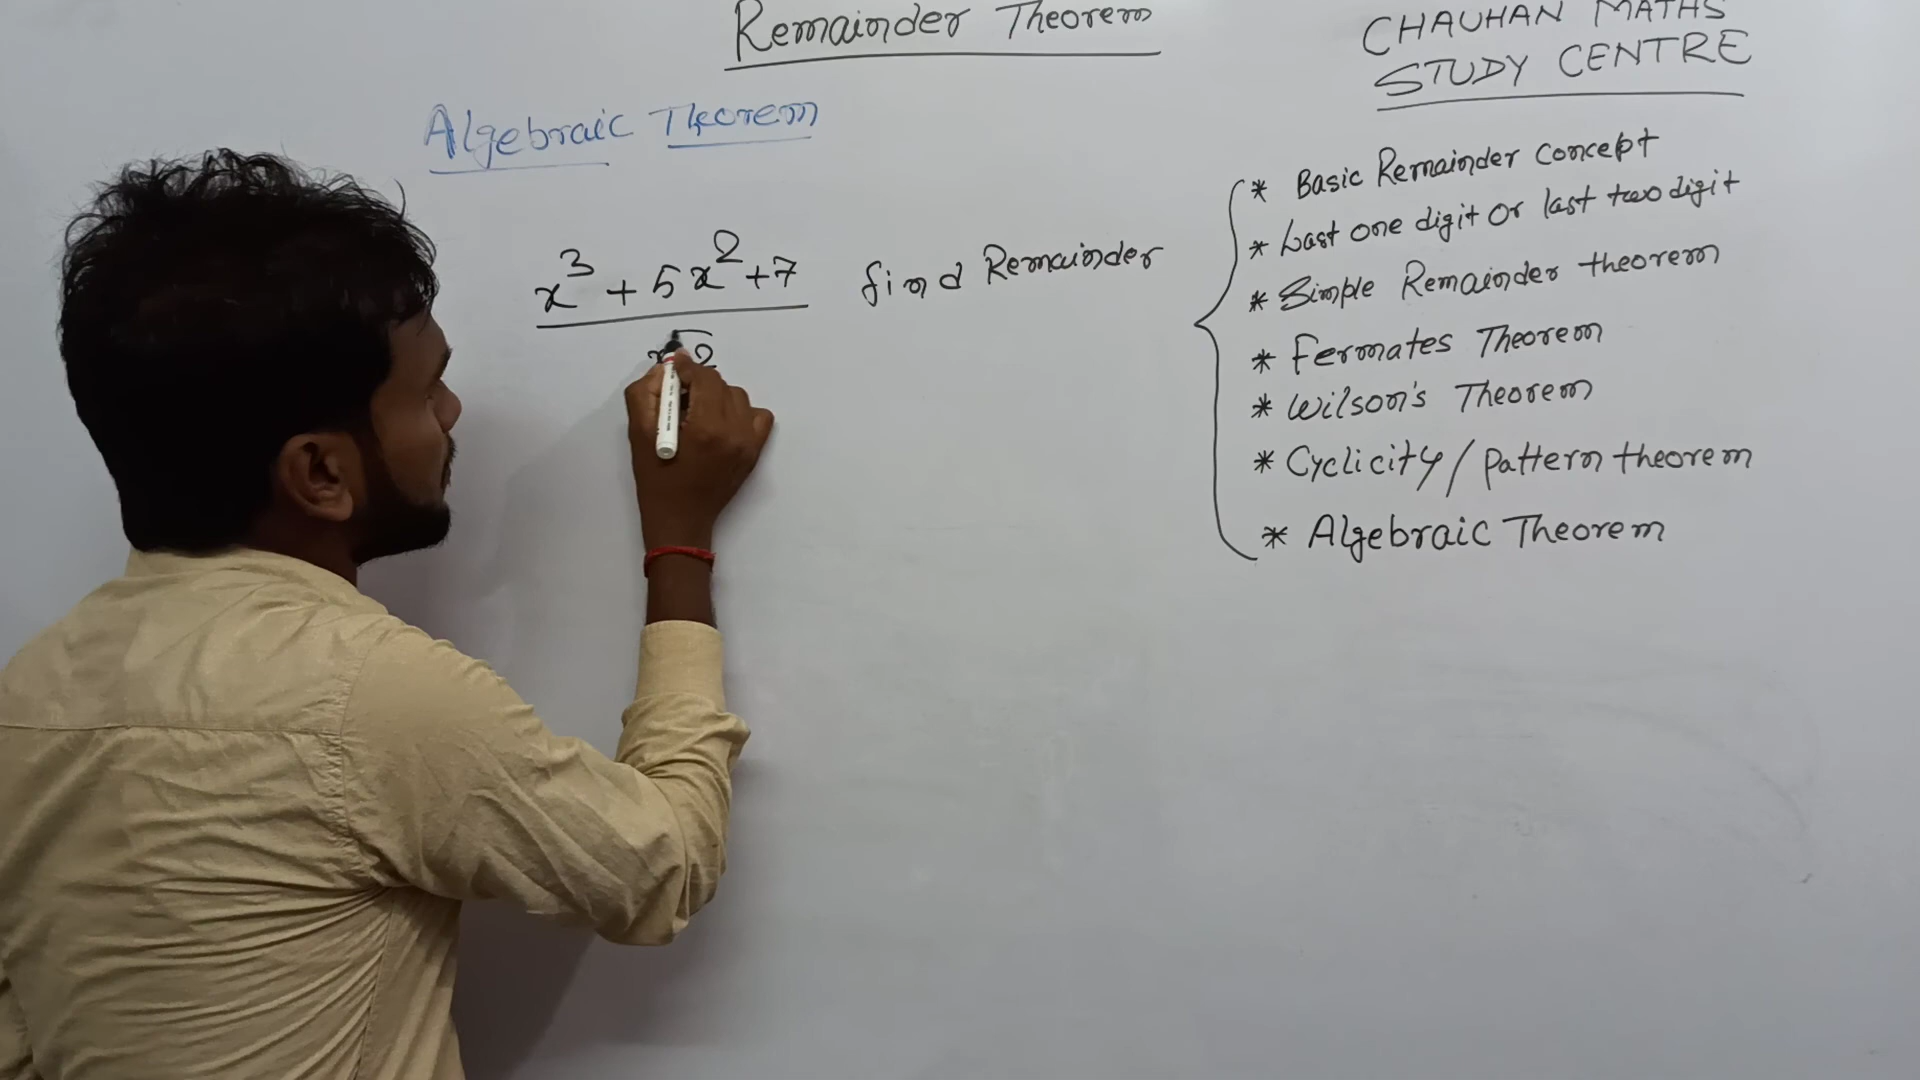 Remainder Theorem
CHAUHAN MATHS
STUDY CENTRE
Algebraic Theorem
x³ + 5x² + 7 find Remainder
x 2
* Basic Remainder concept
* Last one digit or last two digit
* Simple Remainder theorem
* Fermates Theorem
* Wilson's Theorem
* Cyclicity / pattern theorem
* Algebraic Theorem